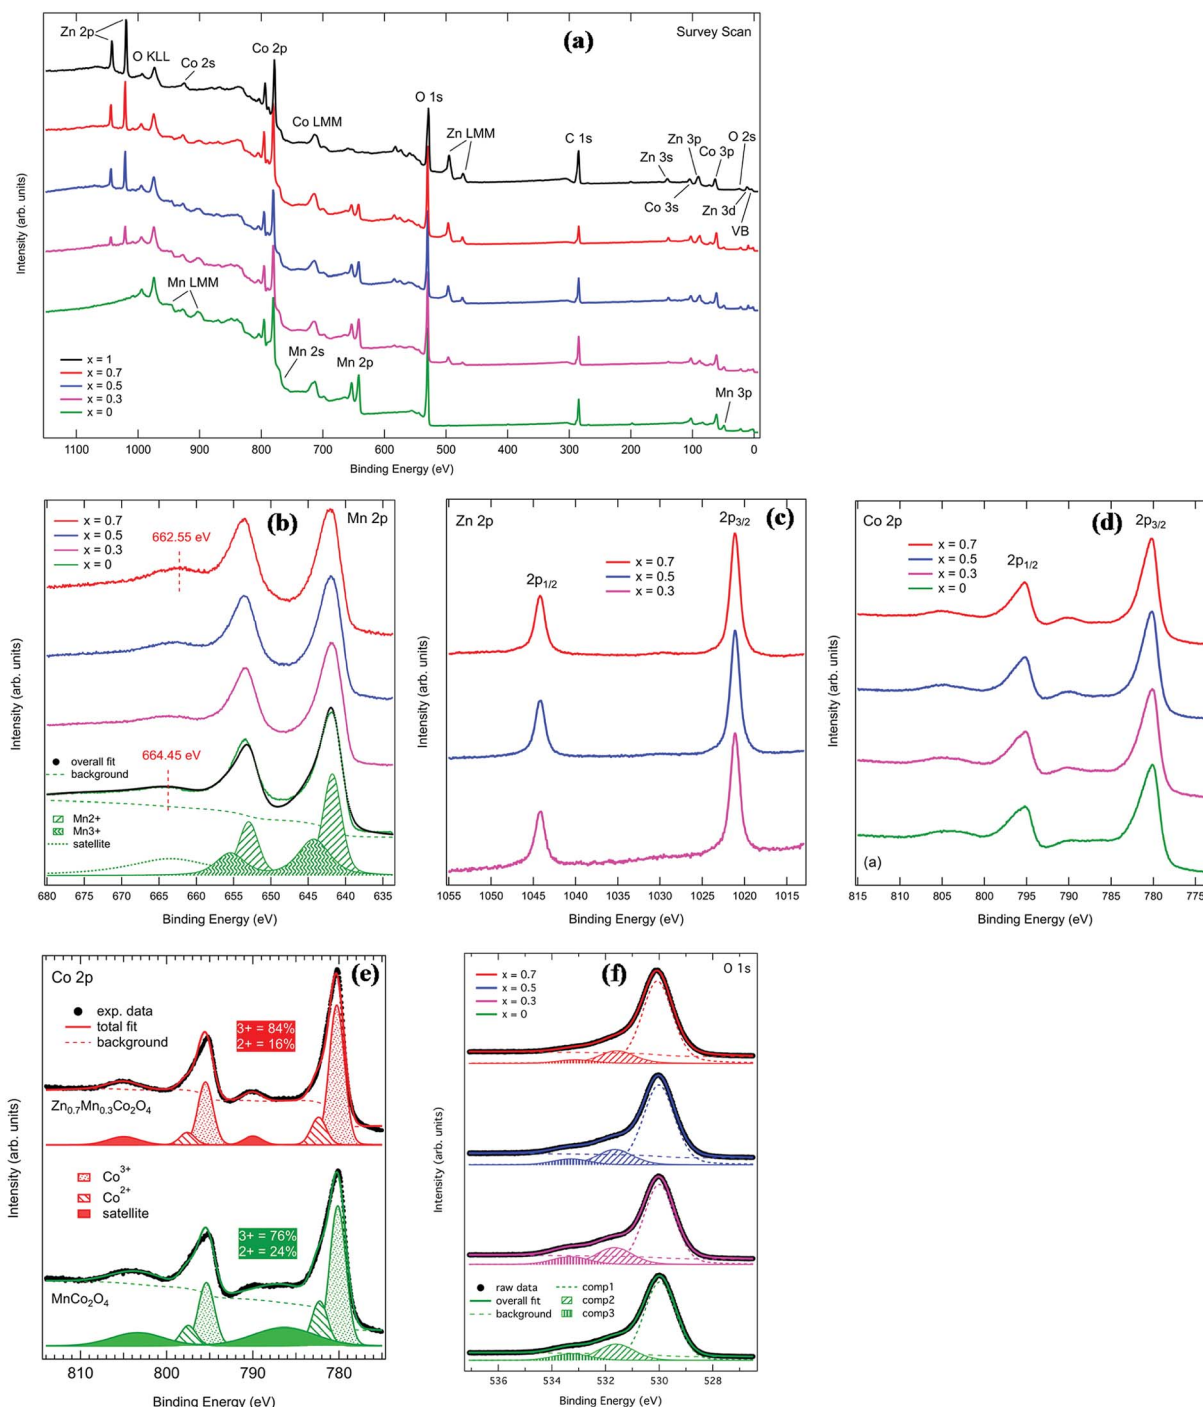 (a)
Survey Scan
Zn 2p
O KLL
Co 2s
Co 2p
Co LMM
O 1s
Zn LMM
C 1s
Zn 3s
Zn 3p
Co 3p
O 2s
Co 3s
Zn 3d
VB
Mn LMM
Mn 2s
Mn 2p
Mn 3p
x = 1
x = 0.7
x = 0.5
x = 0.3
x = 0
Intensity (arb. units)
1100 1000 900 800 700 600 500 400 300 200 100 0
Binding Energy (eV)
(b)
Mn 2p
x = 0.7
x = 0.5
x = 0.3
x = 0
662.55 eV
664.45 eV
overall fit
background
Mn2+
Mn3+
satellite
Intensity (arb. units)
680 675 670 665 660 655 650 645 640
Binding Energy (eV)
Zn 2p
2p3/2
(c)
2p1/2
x = 0.7
x = 0.5
x = 0.3
Intensity (arb. units)
1055 1050 1045 1040 1035 1030 1025 1020 1015
Binding Energy (eV)
Co 2p
(d)
2p3/2
2p1/2
x = 0.7
x = 0.5
x = 0.3
x = 0
(a)
Intensity (arb. units)
815 810 805 800 795 790 785 780 775
Binding Energy (eV)
Co 2p
(e)
exp. data
total fit
background
3+ = 84%
2+ = 16%
Zn0.7Mn0.3Co2O4
Co3+
Co2+
satellite
3+ = 76%
2+ = 24%
MnCo2O4
Intensity (arb. units)
810 800 790 780
Binding Energy (eV)
(f)
O 1s
x = 0.7
x = 0.5
x = 0.3
x = 0
raw data
overall fit
background
comp1
comp2
comp3
Intensity (arb. units)
536 534 532 530 528
Binding Energy (eV)